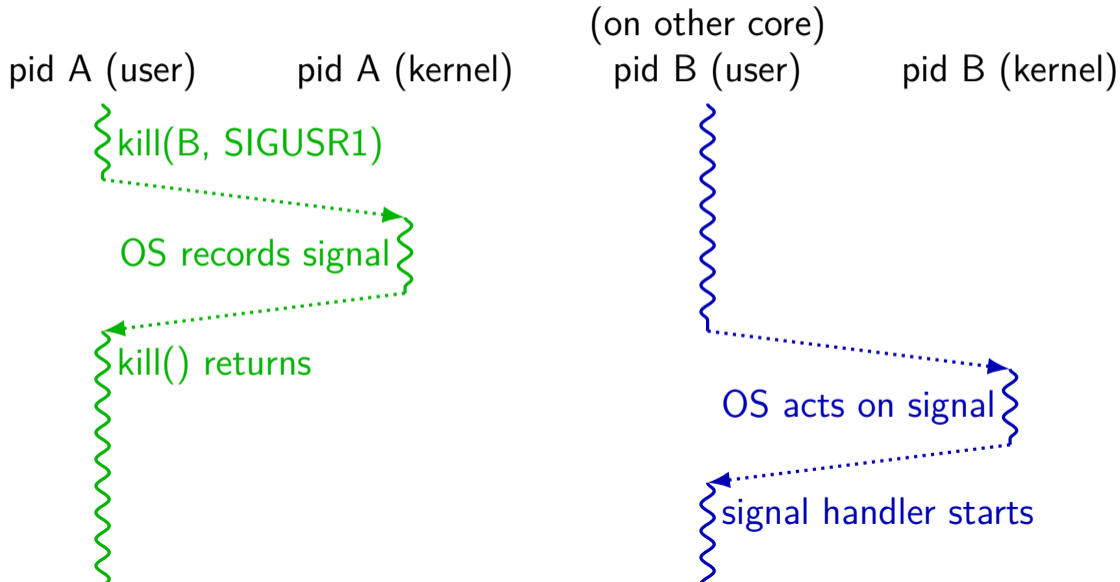 (on other core)
pid A (user)
pid A (kernel)
pid B (user)
pid B (kernel)
kill(B, SIGUSR1)
OS records signal
kill() returns
OS acts on signal
signal handler starts